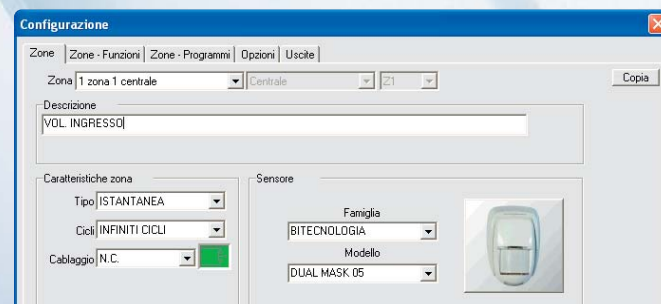 Configurazione
Zone Zone - Funzioni Zone - Programmi Opzioni Uscite
Zona 1 zona 1 centrale Centrale Z1 Copia
Descrizione
VOL. INGRESSO
Caratteristiche zona
Tipo ISTANTANEA
Cicli INFINITI CICLI
Cablaggio N.C.
Sensore
Famiglia
BITECNOLOGIA
Modello
DUAL MASK 05